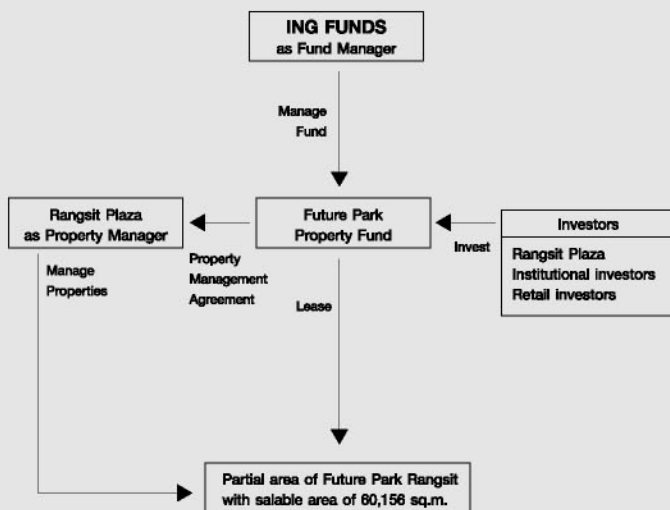 ING FUNDS
as Fund Manager
Manage
Fund
Rangsit Plaza
as Property Manager
Future Park
Property Fund
Investors
Rangsit Plaza
Institutional investors
Retail investors
Invest
Manage
Properties
Property
Management
Agreement
Lease
Partial area of Future Park Rangsit
with salable area of 60,156 sq.m.